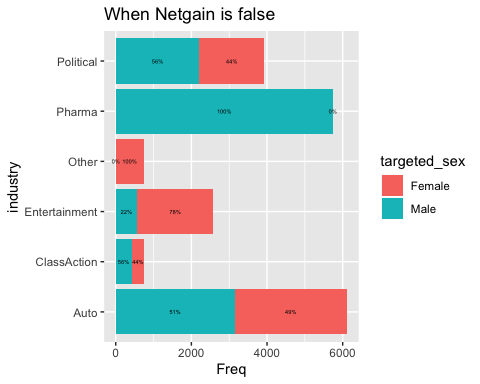 When Netgain is false
Political
56%
44%
Pharma
100%
0%
Other
0%
100%
Entertainment
22%
78%
ClassAction
56%
44%
Auto
51%
49%
industry
0
2000
4000
6000
Freq
targeted_sex
Female
Male